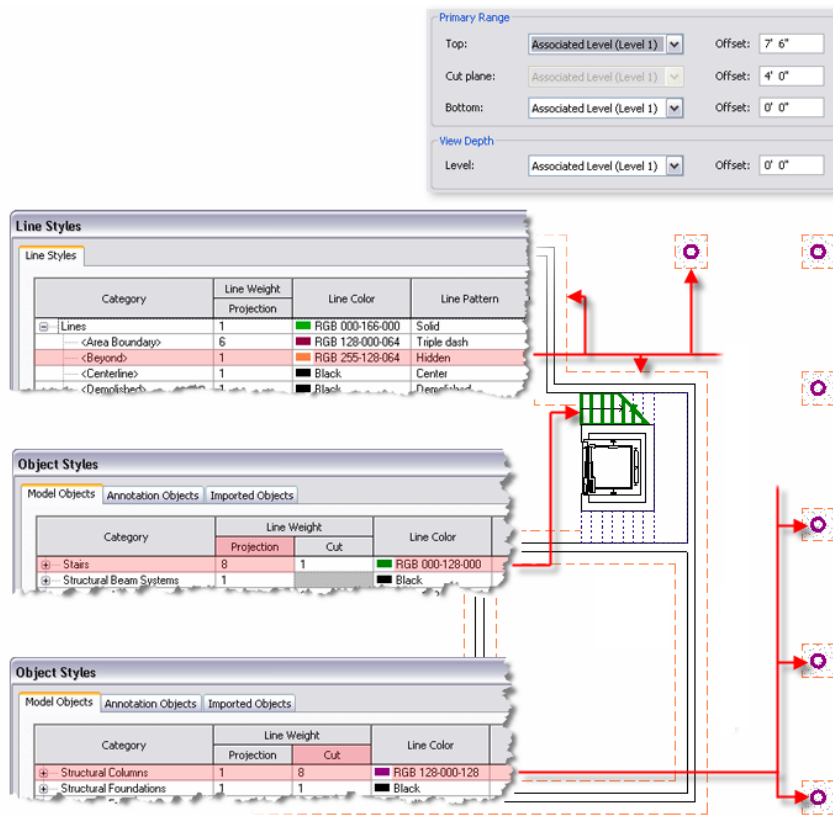 Primary Range
Top: Associated Level (Level 1) Offset: 7' 6"
Cut plane: Associated Level (Level 1) Offset: 4' 0"
Bottom: Associated Level (Level 1) Offset: 0' 0"
View Depth
Level: Associated Level (Level 1) Offset: 0' 0"
Line Styles
Line Styles
Category Line Weight Line Color Line Pattern
Projection
Lines 1 RGB 000-166-000 Solid
<Area Boundary> 6 RGB 128-000-064 Triple dash
<Beyond> 1 RGB 255-128-064 Hidden
<Centerline> 1 Black Center
<Demolished> 1 Black Demolished
Object Styles
Model Objects Annotation Objects Imported Objects
Category Line Weight Line Color
Projection Cut
Stairs 8 1 RGB 000-128-000
Structural Beam Systems 1 Black
Object Styles
Model Objects Annotation Objects Imported Objects
Category Line Weight Line Color
Projection Cut
Structural Columns 1 8 RGB 128-000-128
Structural Foundations 1 1 Black